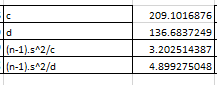 c 209.1016876
d 136.6837249
(n-1).s^2/c 3.202514387
(n-1).s^2/d 4.899275048